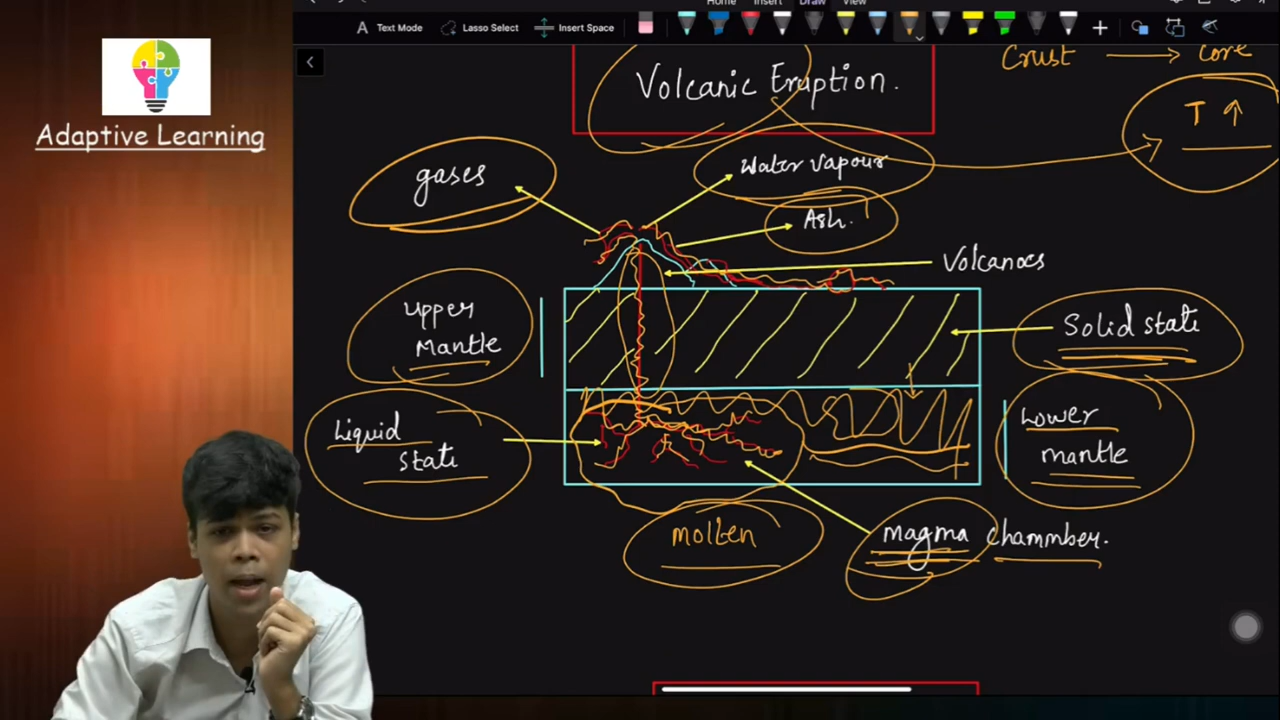 Home Insert Draw View
A Text Mode Lasso Select Insert Space
Adaptive Learning
Volcanic Eruption.
Crust → Core
T ↑
gases
Water Vapour
Ash.
Volcanoes
Upper
Mantle
Solid state
Liquid
state
Lower
mantle
molten
magma chammber.